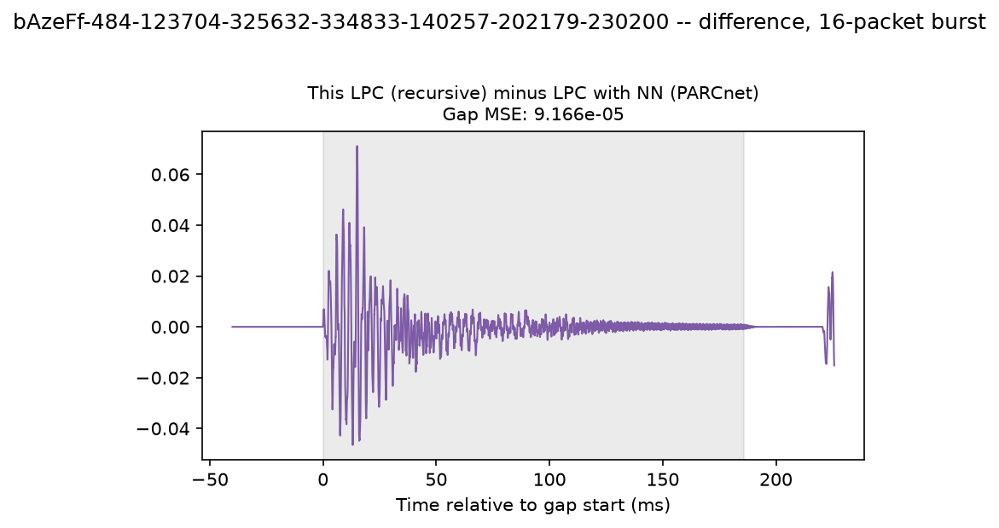 bAzeFf-484-123704-325632-334833-140257-202179-230200 -- difference, 16-packet burst
This LPC (recursive) minus LPC with NN (PARCnet)
Gap MSE: 9.166e-05
0.06
0.04
0.02
0.00
−0.02
−0.04
−50 0 50 100 150 200
Time relative to gap start (ms)